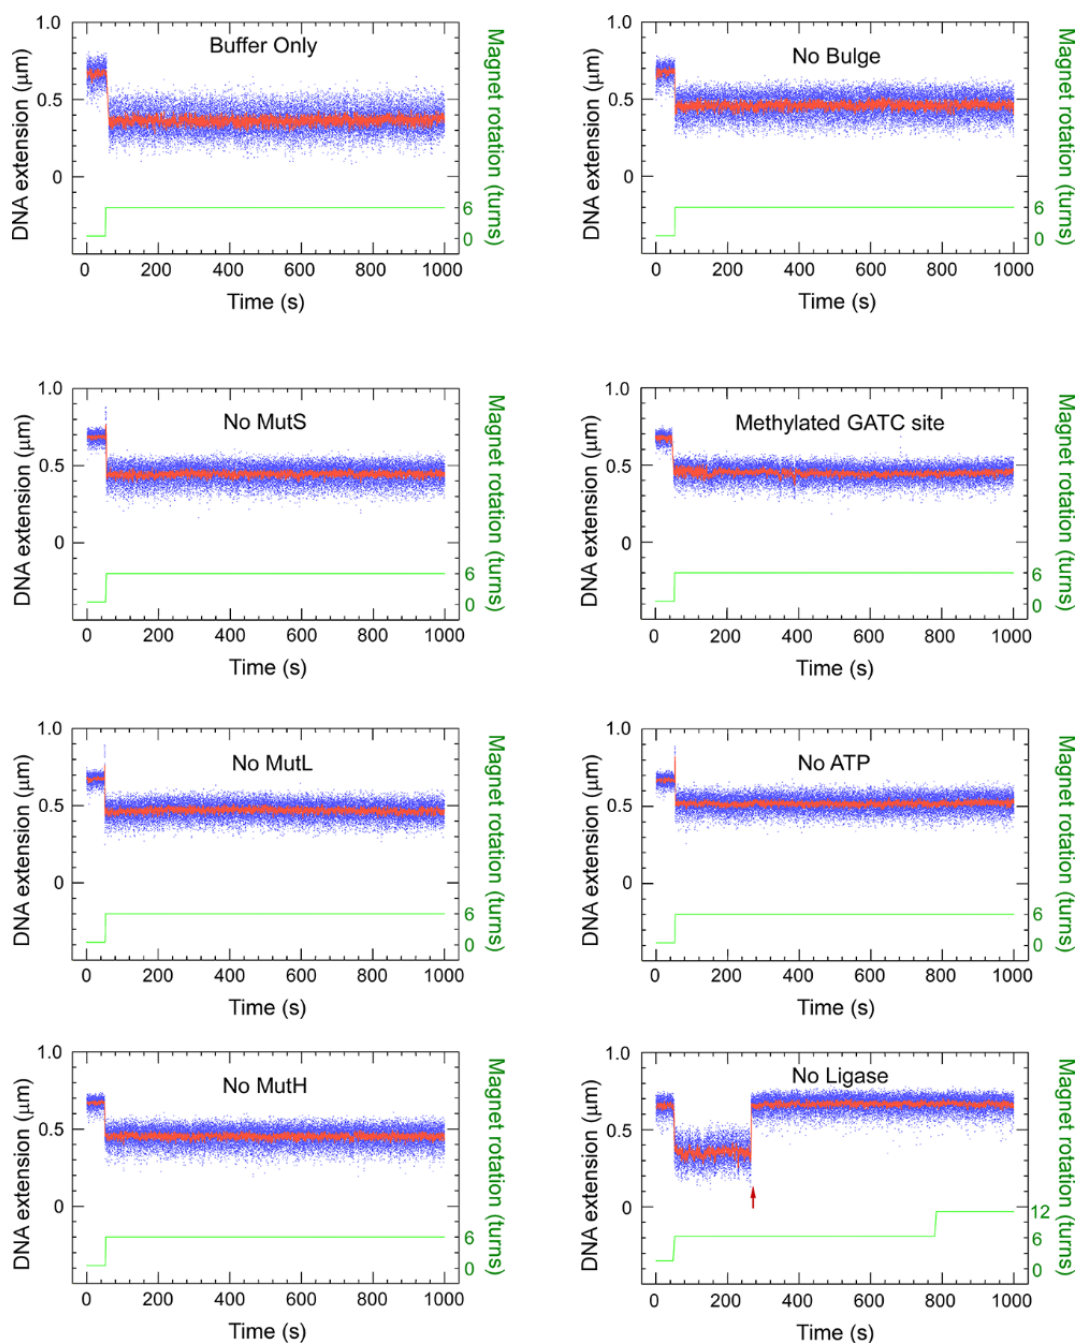 Buffer Only
DNA extension (μm)
1.0
0.5
0
Magnet rotation (turns)
6
0
0 200 400 600 800 1000
Time (s)
No Bulge
DNA extension (μm)
1.0
0.5
0
Magnet rotation (turns)
6
0
0 200 400 600 800 1000
Time (s)
No MutS
DNA extension (μm)
1.0
0.5
0
Magnet rotation (turns)
6
0
0 200 400 600 800 1000
Time (s)
Methylated GATC site
DNA extension (μm)
1.0
0.5
0
Magnet rotation (turns)
6
0
0 200 400 600 800 1000
Time (s)
No MutL
DNA extension (μm)
1.0
0.5
0
Magnet rotation (turns)
6
0
0 200 400 600 800 1000
Time (s)
No ATP
DNA extension (μm)
1.0
0.5
0
Magnet rotation (turns)
6
0
0 200 400 600 800 1000
Time (s)
No MutH
DNA extension (μm)
1.0
0.5
0
Magnet rotation (turns)
6
0
0 200 400 600 800 1000
Time (s)
No Ligase
DNA extension (μm)
1.0
0.5
0
Magnet rotation (turns)
12
6
0
0 200 400 600 800 1000
Time (s)